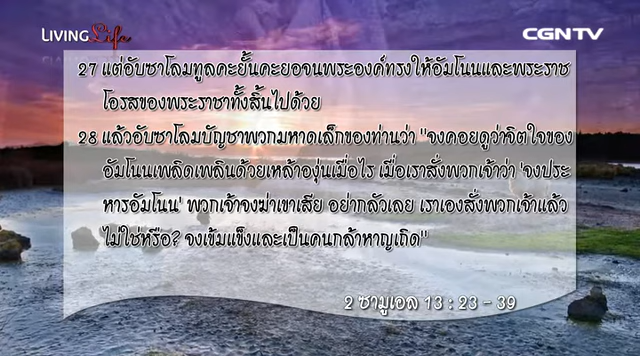 LIVING Life
CGNTV
27 แต่อับซาโลมทูลคะยั้นคะยอจนพระองค์ทรงให้อัมโนนและพระราช
โอรสของพระราชาทั้งสิ้นไปด้วย
28 แล้วอับซาโลมบัญชาพวกมหาดเล็กของท่านว่า "จงคอยดูว่าจิตใจของ
อัมโนนเพลิดเพลินด้วยเหล้าองุ่นเมื่อไร เมื่อเราสั่งพวกเจ้าว่า 'จงประ
หารอัมโนน' พวกเจ้าจงฆ่าเขาเสีย อย่ากลัวเลย เราเองสั่งพวกเจ้าแล้ว
ไม่ใช่หรือ? จงเข้มแข็งและเป็นคนกล้าหาญเถิด"
2 ซามูเอล 13 : 23 - 39